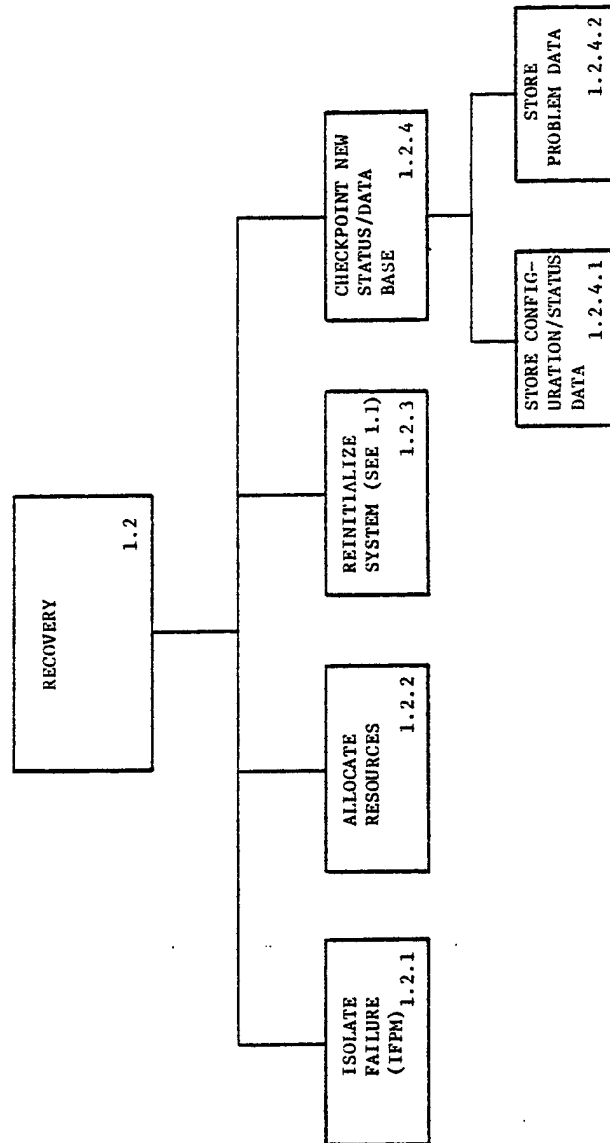 RECOVERY
1.2
ISOLATE
FAILURE
(IFPM)
1.2.1
ALLOCATE
RESOURCES
1.2.2
REINITIALIZE
SYSTEM (SEE 1.1)
1.2.3
CHECKPOINT NEW
STATUS/DATA
BASE
1.2.4
STORE CONFIG-
URATION/STATUS
DATA
1.2.4.1
STORE
PROBLEM DATA
1.2.4.2